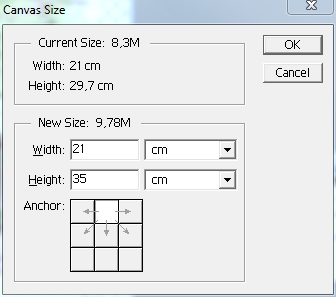 Canvas Size
Current Size: 8,3M
OK
Width: 21 cm
Cancel
Height: 29,7 cm
New Size: 9,78M
Width: 21 cm
Height: 35 cm
Anchor: